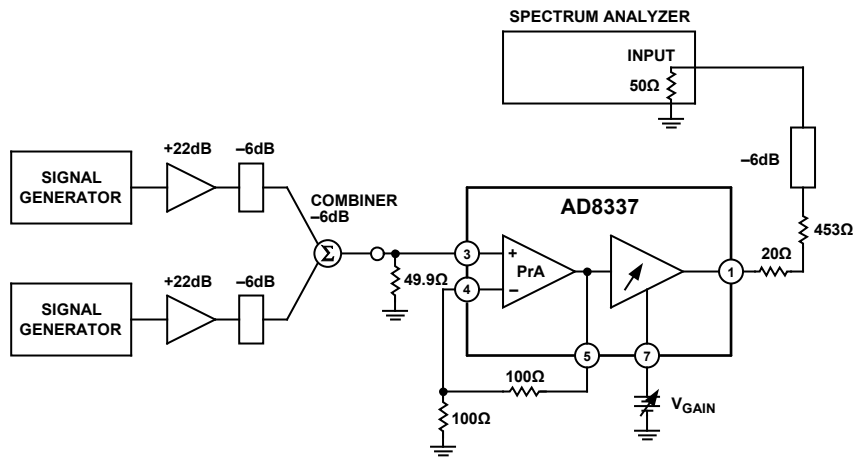 SPECTRUM ANALYZER
INPUT
50Ω
+22dB
–6dB
SIGNAL
GENERATOR
COMBINER
–6dB
Σ
49.9Ω
+22dB
–6dB
SIGNAL
GENERATOR
AD8337
3
+
PrA
4
–
1
5
7
20Ω
453Ω
–6dB
100Ω
100Ω
VGAIN